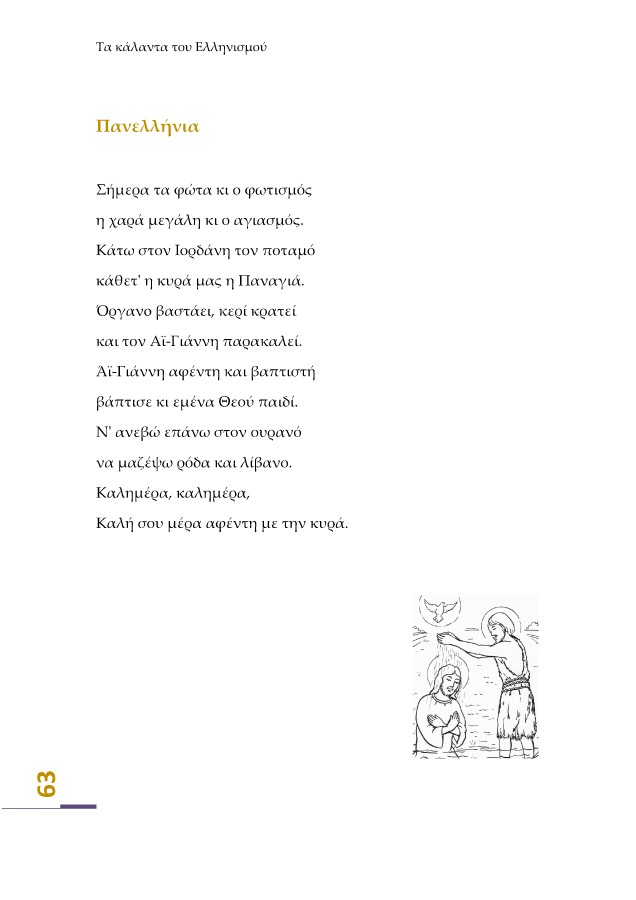 Τα κάλαντα του Ελληνισμού
Πανελλήνια
Σήμερα τα φώτα κι ο φωτισμός
η χαρά μεγάλη κι ο αγιασμός.
Κάτω στον Ιορδάνη τον ποταμό
κάθετ' η κυρά μας η Παναγιά.
Όργανο βαστάει, κερί κρατεί
και τον Αϊ-Γιάννη παρακαλεί.
Άϊ-Γιάννη αφέντη και βαπτιστή
βάπτισε κι εμένα Θεού παιδί.
Ν' ανεβώ επάνω στον ουρανό
να μαζέψω ρόδα και λίβανο.
Καλημέρα, καλημέρα,
Καλή σου μέρα αφέντη με την κυρά.
63